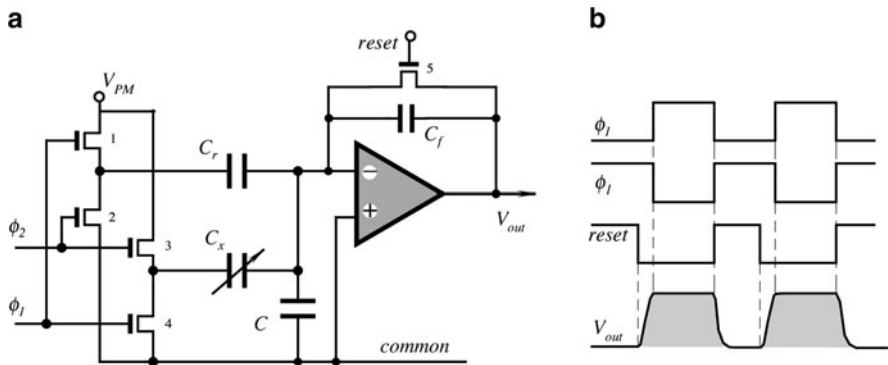 a
b
reset
5
V_PM
1
C_r
C_f
2
−
+
ϕ_2
3
C_x
V_out
ϕ_1
4
C
common
ϕ_1
ϕ_1
reset
V_out